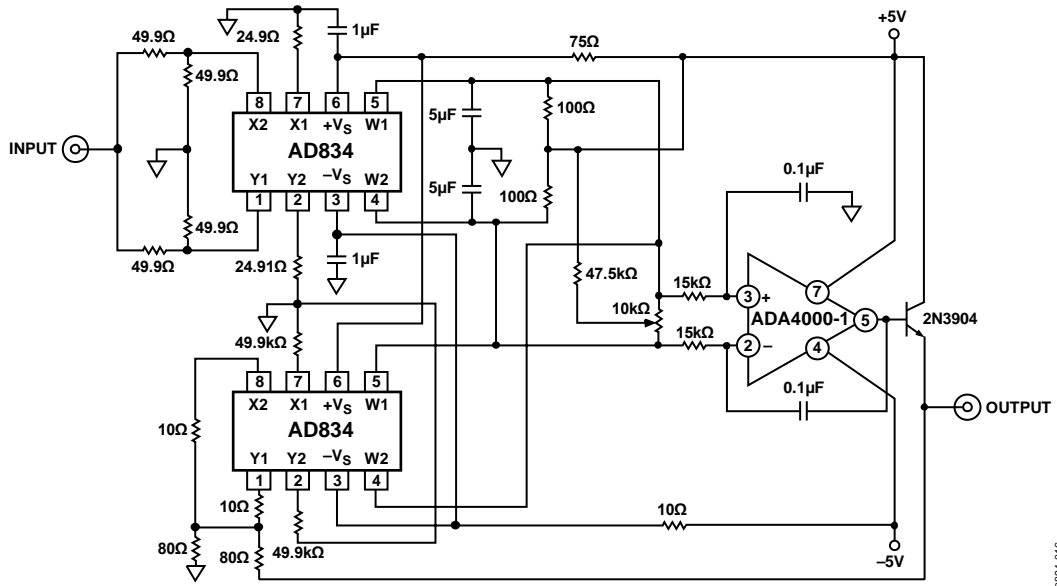 1µF
+5V
49.9Ω
24.9Ω
75Ω
49.9Ω
8
7
6
5
X2
X1
+VS
W1
5µF
100Ω
INPUT
AD834
0.1µF
Y1
Y2
–VS
W2
5µF
100Ω
1
2
3
4
49.9Ω
49.9Ω
24.91Ω
1µF
47.5kΩ
15kΩ
10kΩ
3
+
7
ADA4000-1
5
2N3904
15kΩ
2
–
4
49.9kΩ
8
7
6
5
X2
X1
+VS
W1
0.1µF
OUTPUT
AD834
10Ω
Y1
Y2
–VS
W2
1
2
3
4
10Ω
10Ω
80Ω
80Ω
49.9kΩ
–5V